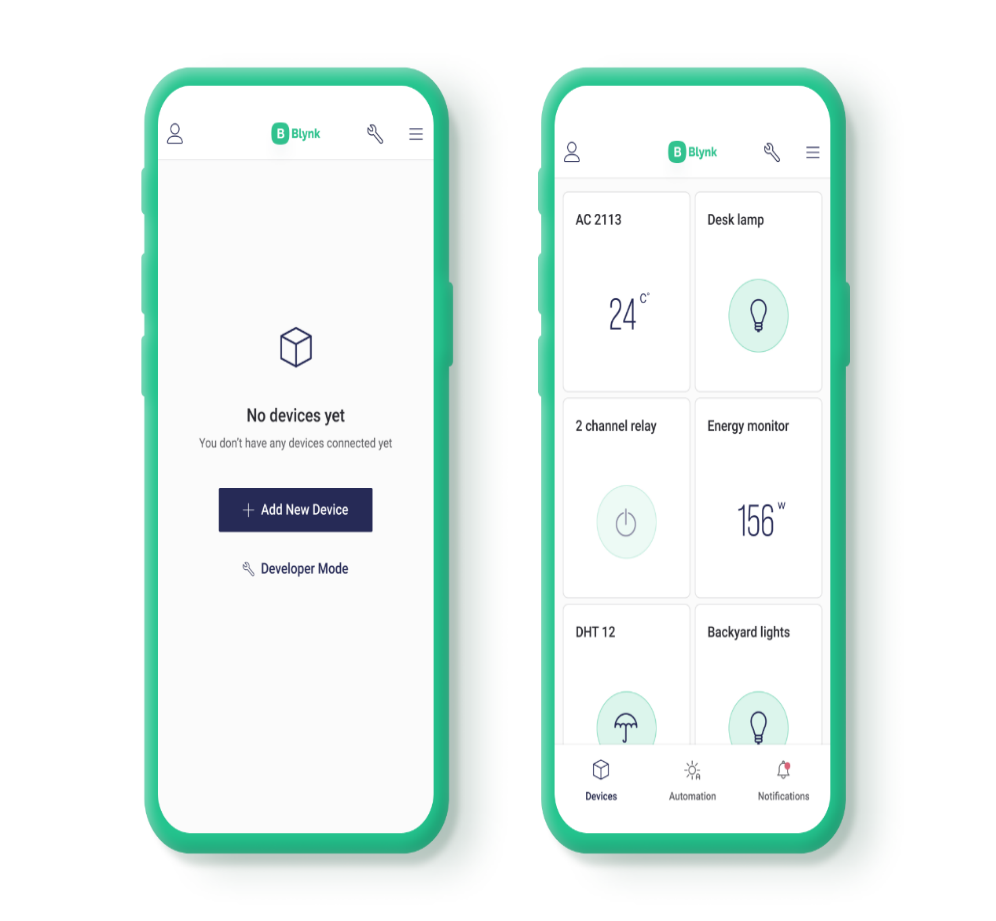 B Blynk
No devices yet
You don't have any devices connected yet
Add New Device
Developer Mode
B Blynk
AC 2113
Desk lamp
24 C°
2 channel relay
Energy monitor
156 W
DHT 12
Backyard lights
Devices
Automation
Notifications